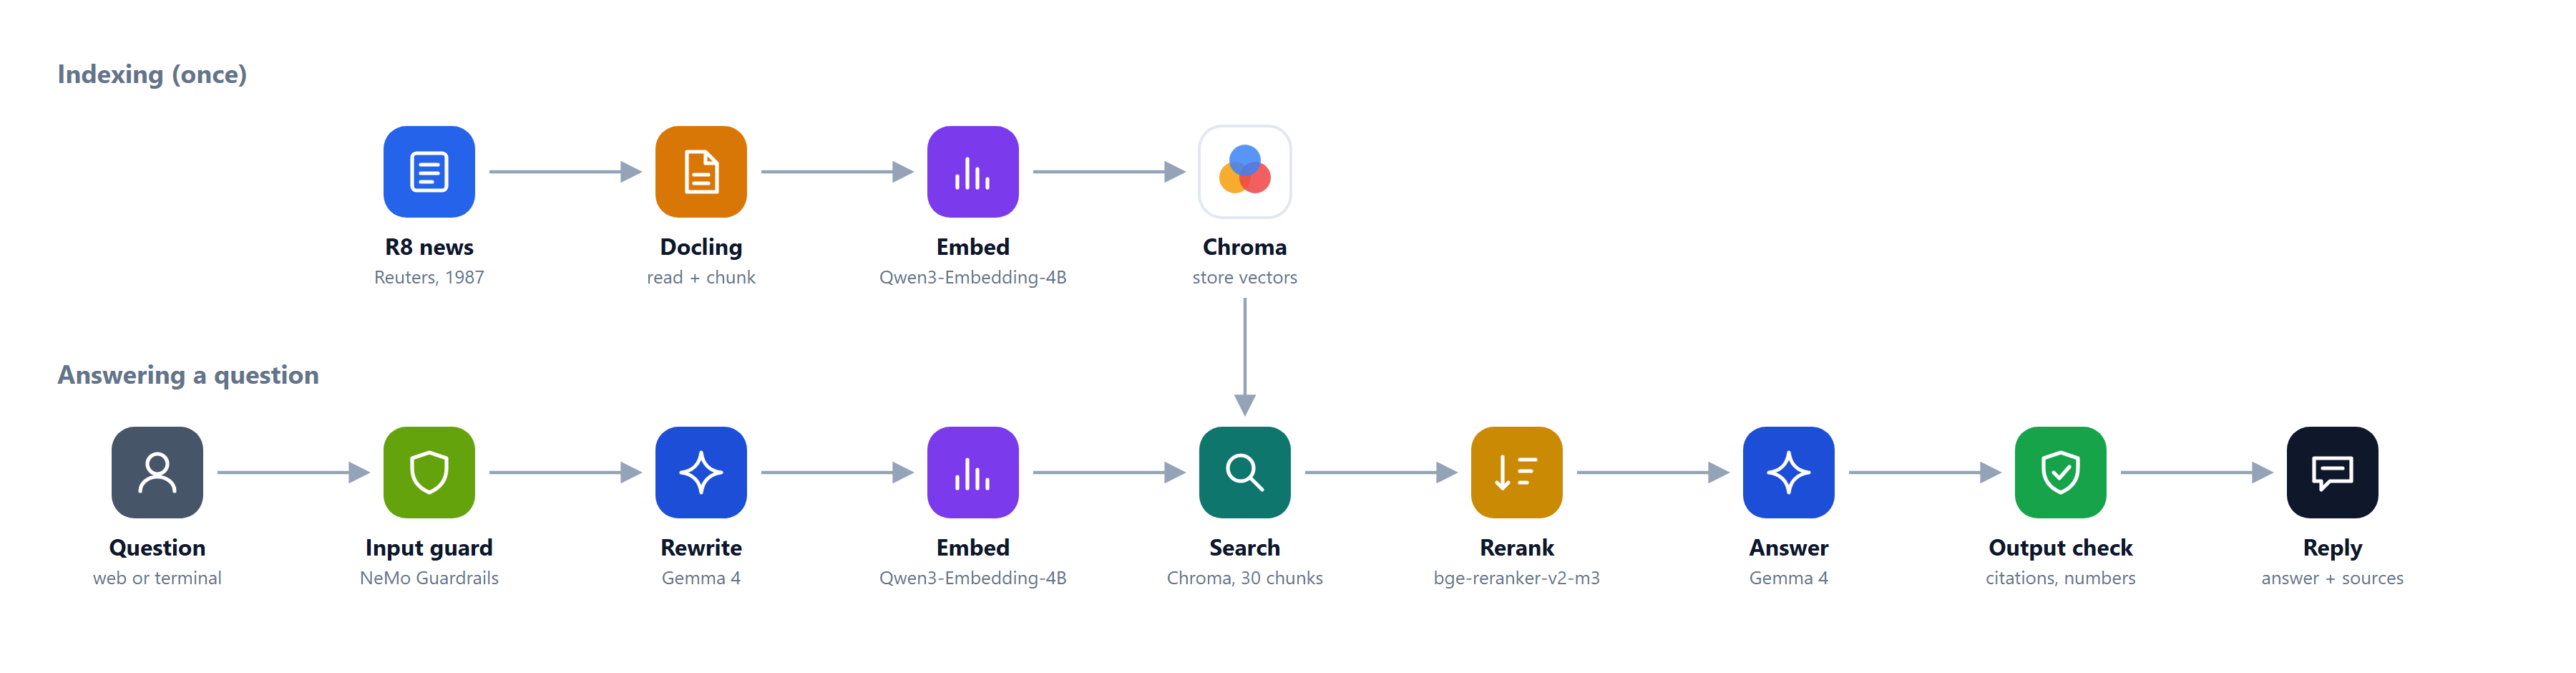 Indexing (once)
R8 news
Reuters, 1987
Docling
read + chunk
Embed
Qwen3-Embedding-4B
Chroma
store vectors
Answering a question
Question
web or terminal
Input guard
NeMo Guardrails
Rewrite
Gemma 4
Embed
Qwen3-Embedding-4B
Search
Chroma, 30 chunks
Rerank
bge-reranker-v2-m3
Answer
Gemma 4
Output check
citations, numbers
Reply
answer + sources